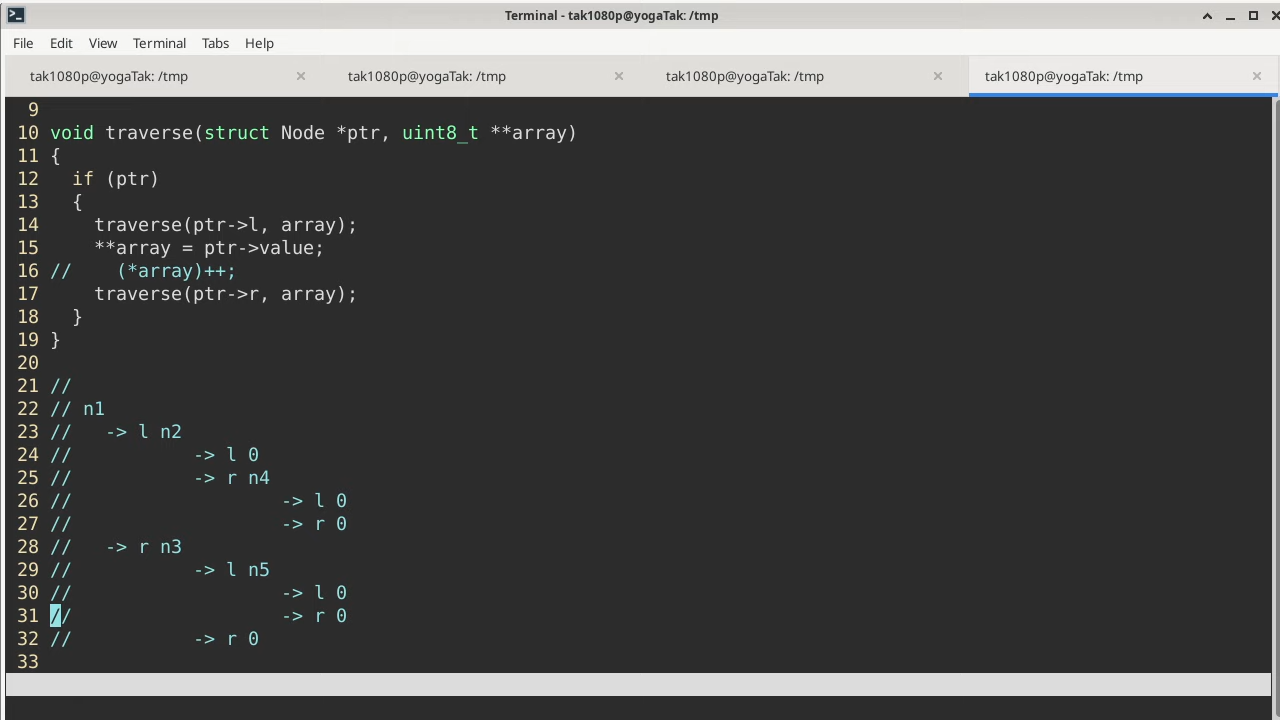 Terminal - tak1080p@yogaTak: /tmp
File Edit View Terminal Tabs Help
tak1080p@yogaTak: /tmp tak1080p@yogaTak: /tmp tak1080p@yogaTak: /tmp tak1080p@yogaTak: /tmp
9
10 void traverse(struct Node *ptr, uint8_t **array)
11 {
12   if (ptr)
13   {
14     traverse(ptr->l, array);
15     **array = ptr->value;
16 //    (*array)++;
17     traverse(ptr->r, array);
18   }
19 }
20
21 //
22 // n1
23 //   -> l n2
24 //           -> l 0
25 //           -> r n4
26 //                   -> l 0
27 //                   -> r 0
28 //   -> r n3
29 //           -> l n5
30 //                   -> l 0
31 //                   -> r 0
32 //           -> r 0
33